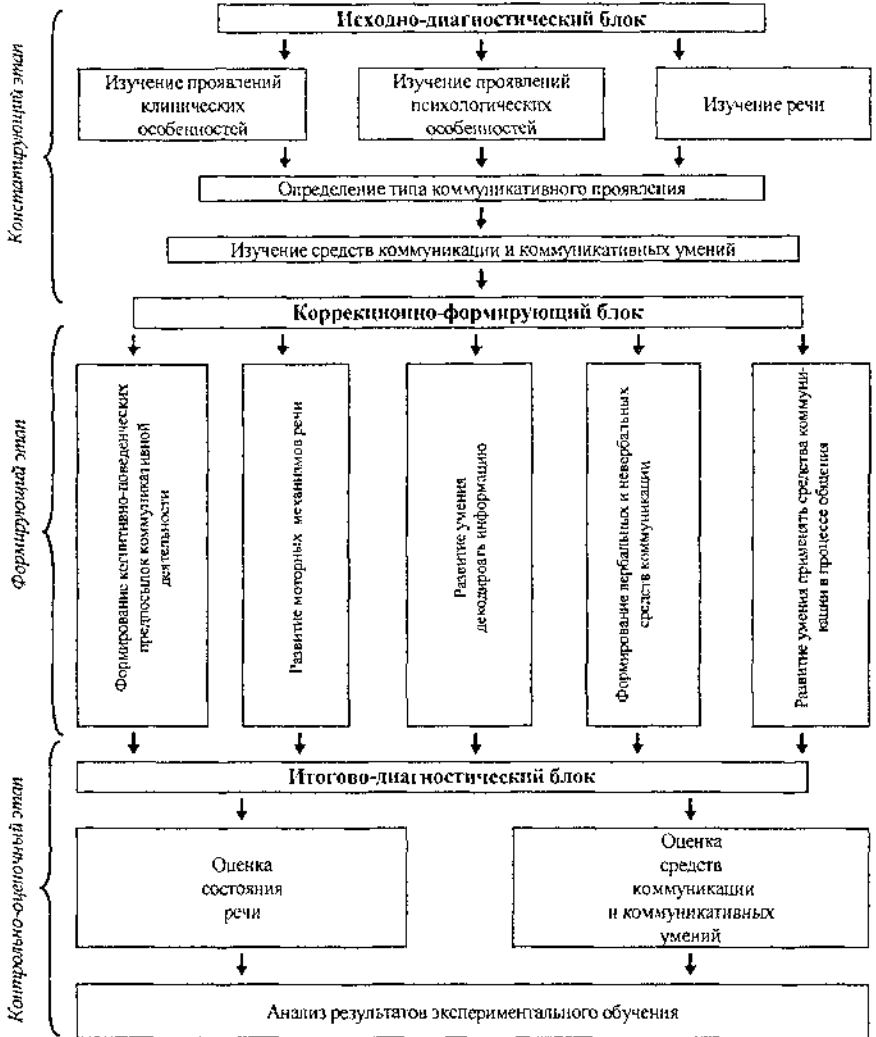 Констатирующий этап
Исходно-диагностический блок
Изучение проявлений
клинических
особенностей
Изучение проявлений
психологических
особенностей
Изучение речи
Определение типа коммуникативного проявления
Изучение средств коммуникации и коммуникативных умений
Формирующий этап
Коррекционно-формирующий блок
Формирование когнитивно-поведенческих
предпосылок коммуникативной
деятельности
Развитие моторных механизмов речи
Развитие умения
декодировать информацию
Формирование вербальных и невербальных
средств коммуникации
Развитие умения применять средства коммуни-
кации в процессе общения
Контрольно-оценочный этап
Итогово-диагностический блок
Оценка
состояния
речи
Оценка
средств
коммуникации
и коммуникативных
умений
Анализ результатов экспериментального обучения